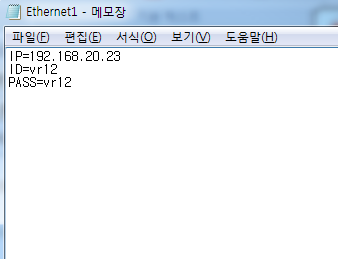 Ethernet1 - 메모장
파일(F) 편집(E) 서식(O) 보기(V) 도움말(H)
IP=192.168.20.23
ID=vr12
PASS=vr12